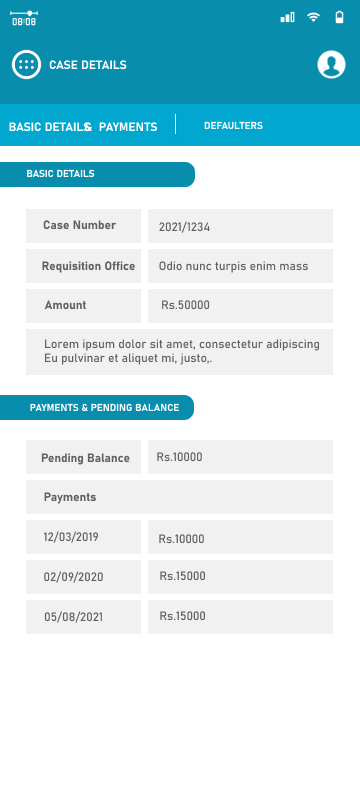 08:08
CASE DETAILS
BASIC DETAILS & PAYMENTS
DEFAULTERS
BASIC DETAILS
Case Number 2021/1234
Requisition Office Odio nunc turpis enim mass
Amount Rs.50000
Lorem ipsum dolor sit amet, consectetur adipiscing
Eu pulvinar et aliquet mi, justo,.
PAYMENTS & PENDING BALANCE
Pending Balance Rs.10000
Payments
12/03/2019 Rs.10000
02/09/2020 Rs.15000
05/08/2021 Rs.15000